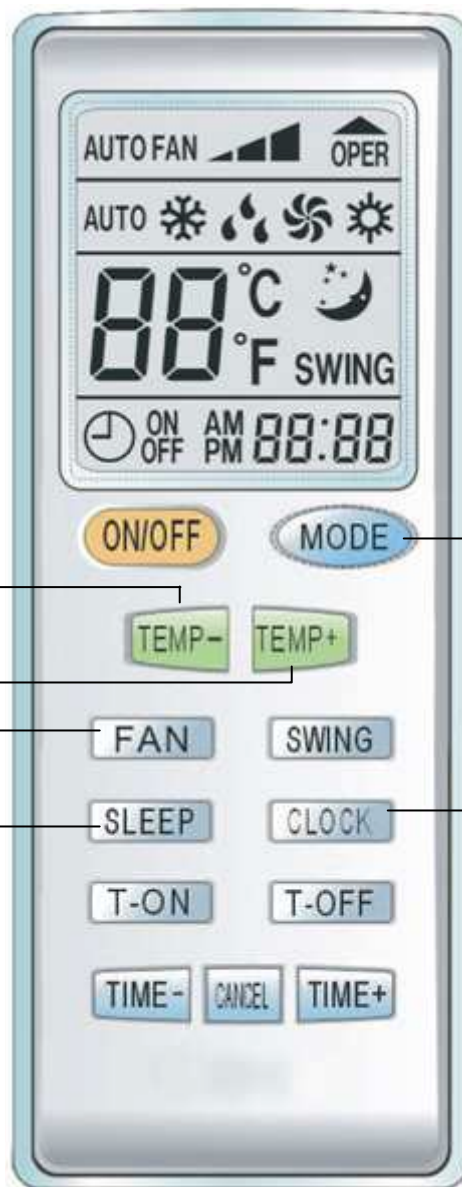 AUTO FAN OPER
AUTO
88 °C
°F SWING
ON AM 88:88
OFF PM
ON/OFF MODE
TEMP- TEMP+
FAN SWING
SLEEP CLOCK
T-ON T-OFF
TIME- CANCEL TIME+